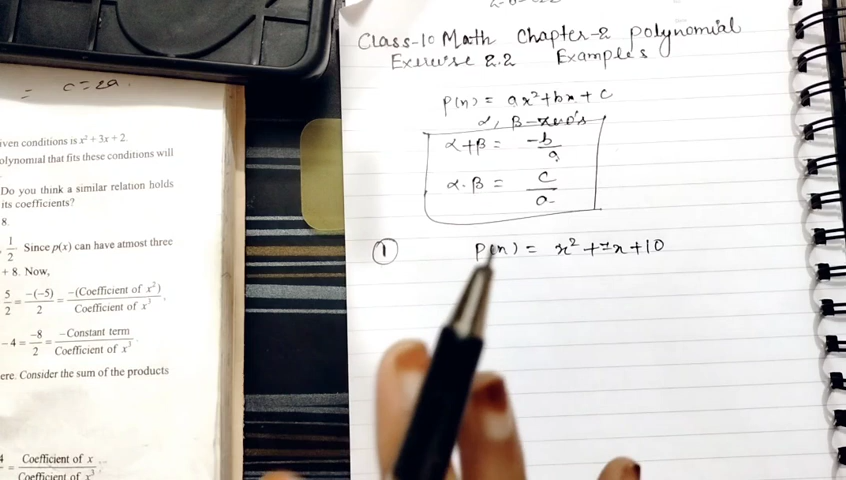 = c=2a
iven conditions is x² + 3x + 2.
olynomial that fits these conditions will
Do you think a similar relation holds
its coefficients?
8.
1/2 Since p(x) can have atmost three
+ 8. Now,
5/2 = -(-5)/2 = -(Coefficient of x²)/Coefficient of x³,
-4 = -8/2 = -Constant term/Coefficient of x³
ere. Consider the sum of the products
= Coefficient of x/Coefficient of x³
Class-10 Math Chapter-2 polynomial
Exercise 2.2 Examples
p(n) = ax²+bx+c
α, β-zeo's
α+β = -b/a
α.β = c/a
① P(n) = x²+7x+10